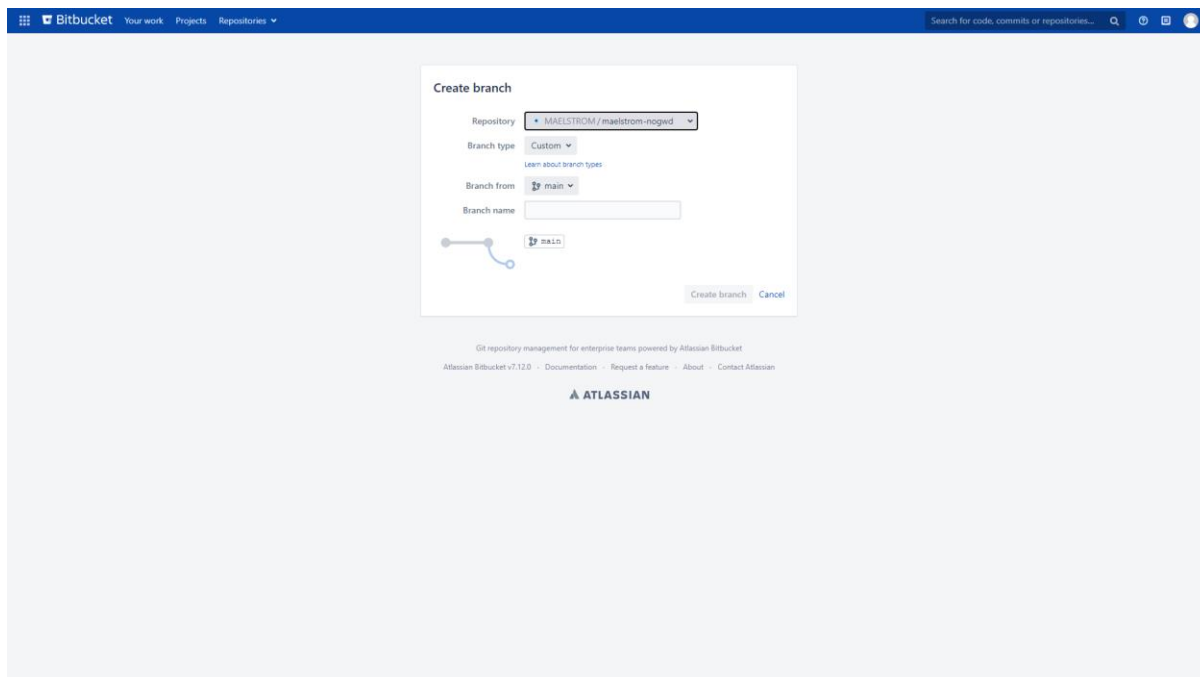 Bitbucket Your work Projects Repositories Search for code, commits or repositories...
Create branch
Repository MAELSTROM / maelstrom-nogwd
Branch type Custom
Learn about branch types
Branch from main
Branch name
main
Create branch Cancel
Git repository management for enterprise teams powered by Atlassian Bitbucket
Atlassian Bitbucket v7.12.0 · Documentation · Request a feature · About · Contact Atlassian
ATLASSIAN